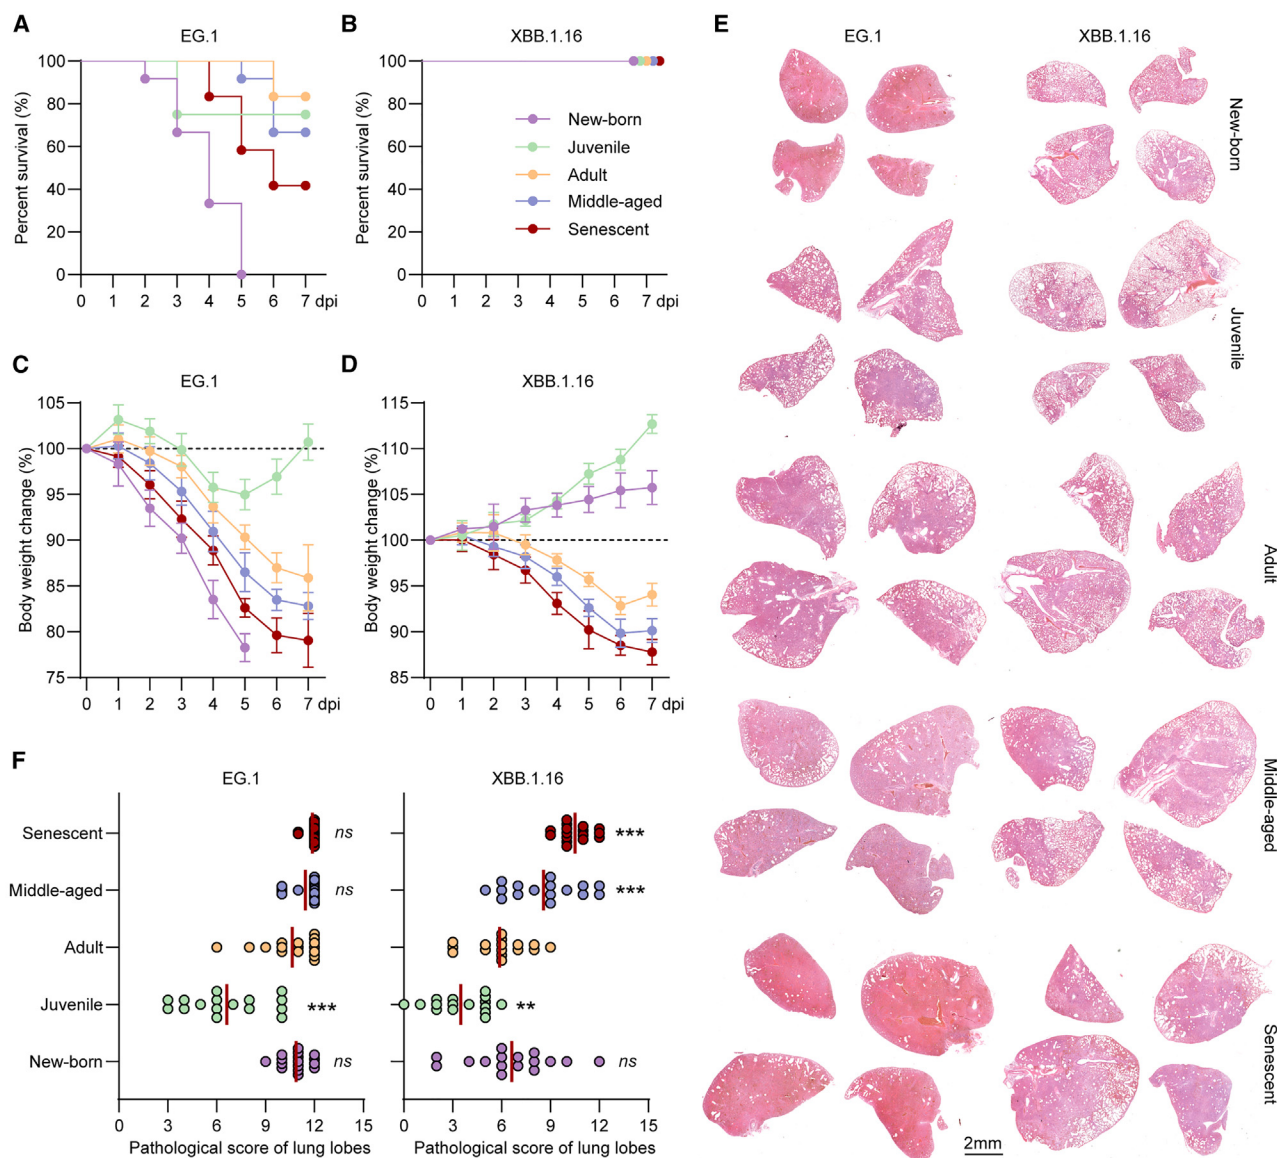 A
EG.1
Percent survival (%)
100
80
60
40
20
0
0 1 2 3 4 5 6 7 dpi
B
XBB.1.16
Percent survival (%)
100
80
60
40
20
0
0 1 2 3 4 5 6 7 dpi
New-born
Juvenile
Adult
Middle-aged
Senescent
C
EG.1
Body weight change (%)
105
100
95
90
85
80
75
0 1 2 3 4 5 6 7 dpi
D
XBB.1.16
Body weight change (%)
115
110
105
100
95
90
85
0 1 2 3 4 5 6 7 dpi
E
EG.1 XBB.1.16
New-born
Juvenile
Adult
Middle-aged
Senescent
2mm
F
EG.1
Senescent ns
Middle-aged ns
Adult
Juvenile ***
New-born ns
0 3 6 9 12 15
Pathological score of lung lobes
XBB.1.16
***
***
**
ns
0 3 6 9 12 15
Pathological score of lung lobes